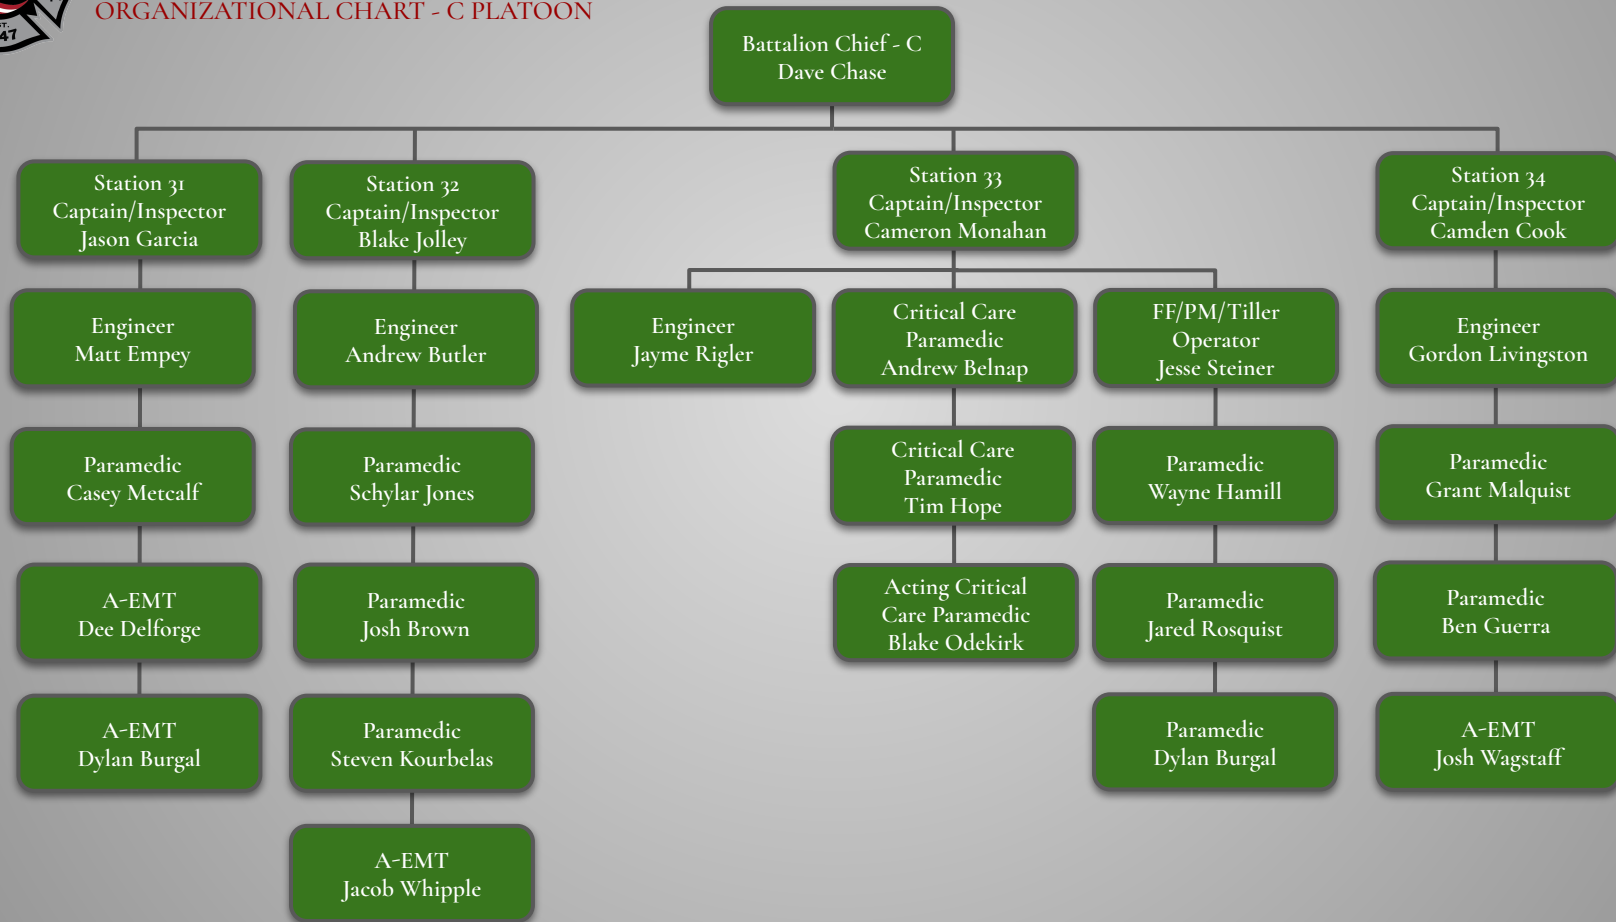 ORGANIZATIONAL CHART - C PLATOON
ST.
47
Battalion Chief - C
Dave Chase
Station 31
Captain/Inspector
Jason Garcia
Station 32
Captain/Inspector
Blake Jolley
Station 33
Captain/Inspector
Cameron Monahan
Station 34
Captain/Inspector
Camden Cook
Engineer
Matt Empey
Engineer
Andrew Butler
Engineer
Jayme Rigler
Critical Care
Paramedic
Andrew Belnap
FF/PM/Tiller
Operator
Jesse Steiner
Engineer
Gordon Livingston
Paramedic
Casey Metcalf
Paramedic
Schylar Jones
Critical Care
Paramedic
Tim Hope
Paramedic
Wayne Hamill
Paramedic
Grant Malquist
A-EMT
Dee Delforge
Paramedic
Josh Brown
Acting Critical
Care Paramedic
Blake Odekirk
Paramedic
Jared Rosquist
Paramedic
Ben Guerra
A-EMT
Dylan Burgal
Paramedic
Steven Kourbelas
Paramedic
Dylan Burgal
A-EMT
Josh Wagstaff
A-EMT
Jacob Whipple